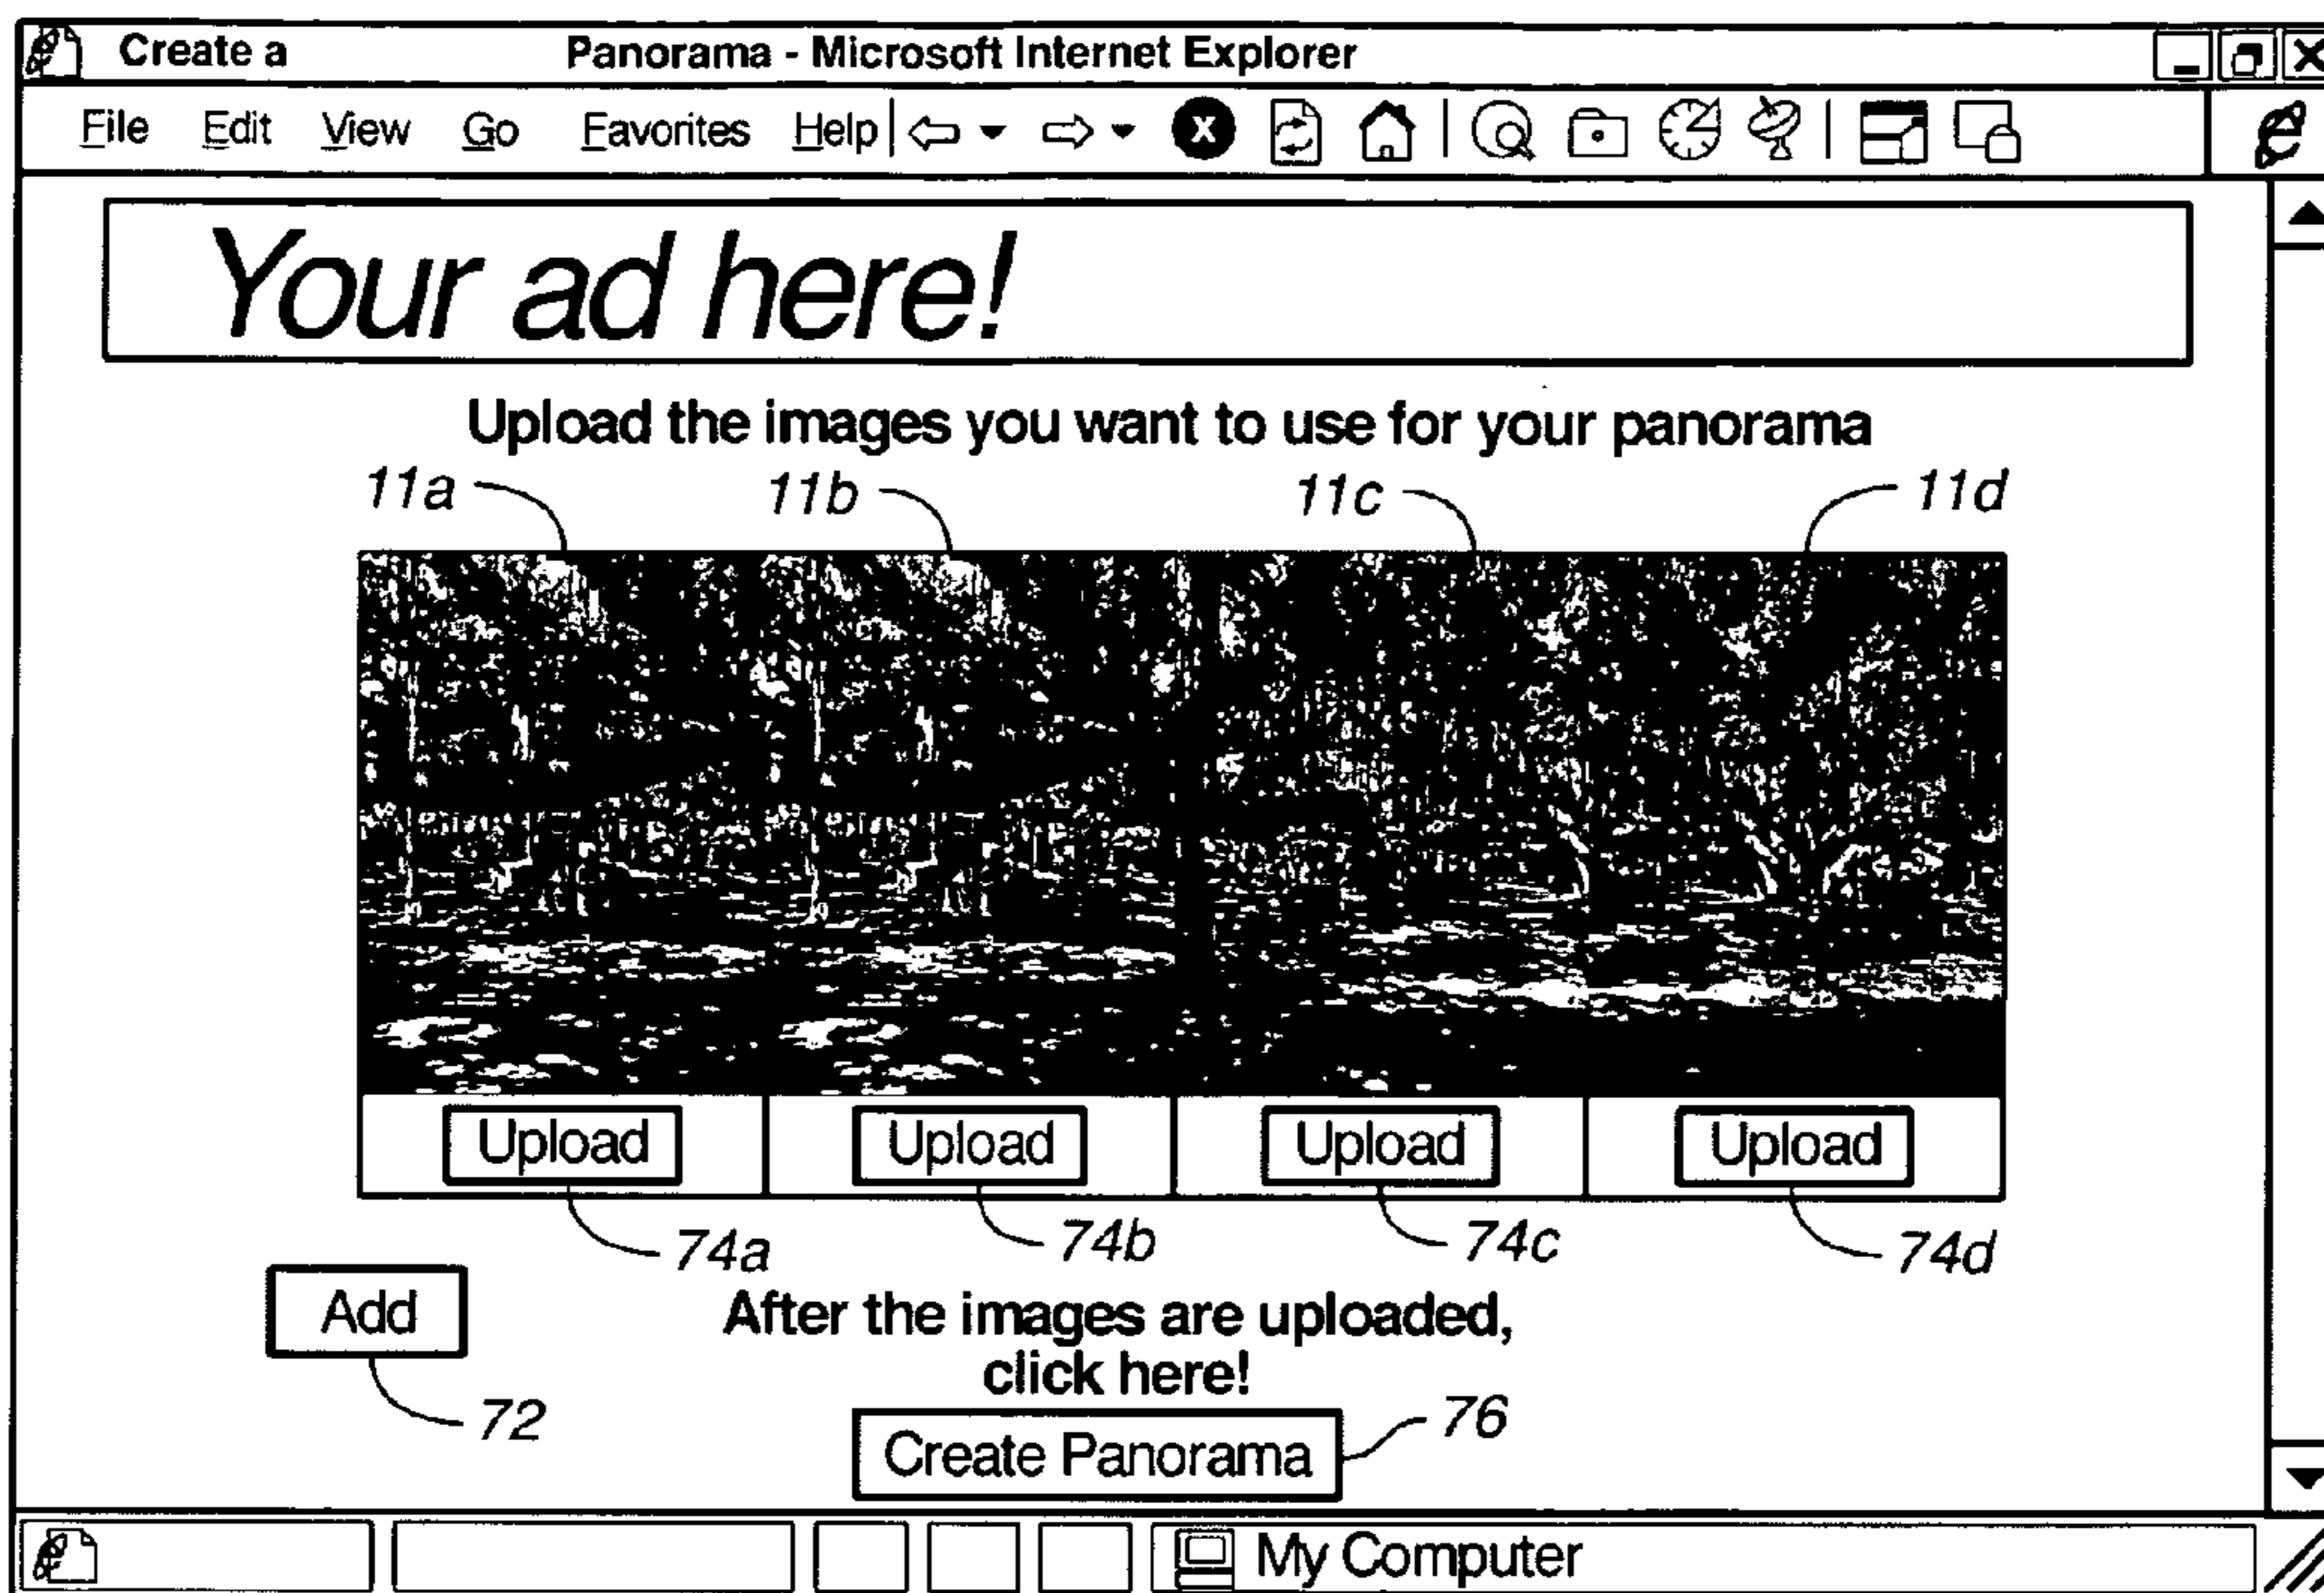 Create a Panorama - Microsoft Internet Explorer
File Edit View Go Favorites Help
Your ad here!
Upload the images you want to use for your panorama
11a 11b 11c 11d
Upload Upload Upload Upload
74a 74b 74c 74d
Add
After the images are uploaded,
click here!
72
76
Create Panorama
My Computer